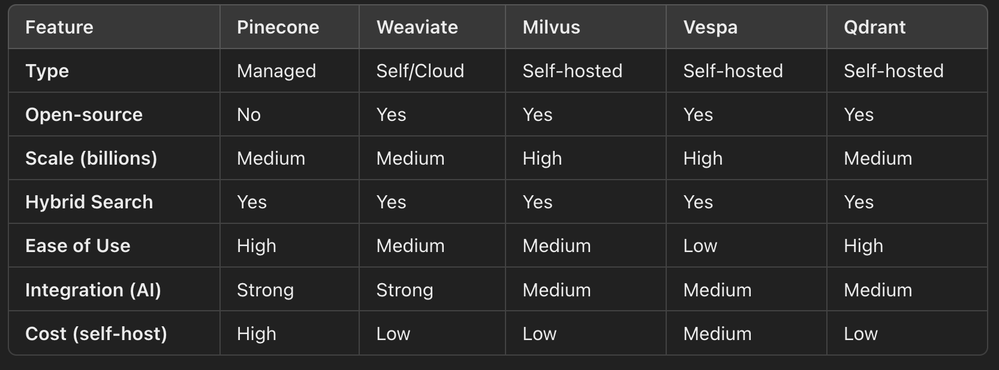 Feature Pinecone Weaviate Milvus Vespa Qdrant
Type Managed Self/Cloud Self-hosted Self-hosted Self-hosted
Open-source No Yes Yes Yes Yes
Scale (billions) Medium Medium High High Medium
Hybrid Search Yes Yes Yes Yes Yes
Ease of Use High Medium Medium Low High
Integration (AI) Strong Strong Medium Medium Medium
Cost (self-host) High Low Low Medium Low